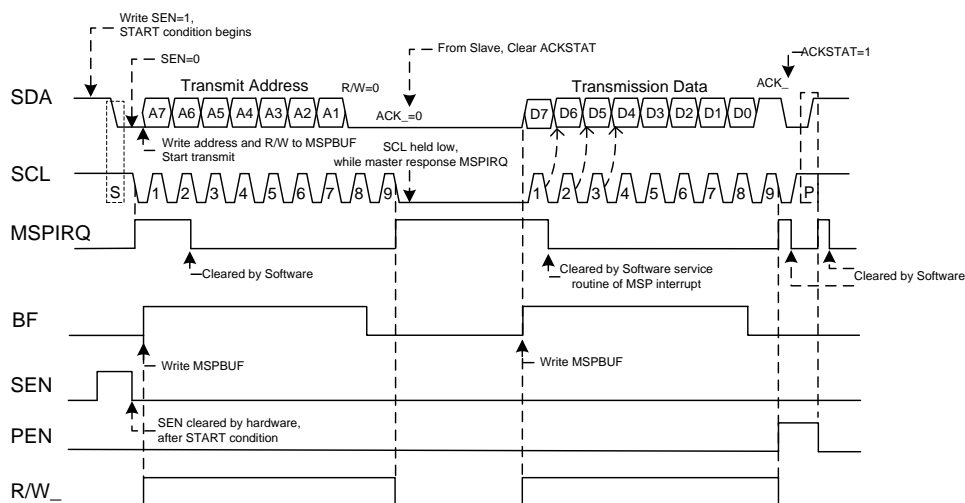 Write SEN=1,
START condition begins
SEN=0
From Slave, Clear ACKSTAT
ACKSTAT=1
Transmit Address
R/W=0
Transmission Data
ACK_
SDA
A7 A6 A5 A4 A3 A2 A1
ACK_=0
D7 D6 D5 D4 D3 D2 D1 D0
Write address and R/W to MSPBUF
Start transmit
SCL held low,
while master response MSPIRQ
SCL
S
1 2 3 4 5 6 7 8 9
1 2 3 4 5 6 7 8 9
P
MSPIRQ
Cleared by Software
Cleared by Software service
routine of MSP interrupt
Cleared by Software
BF
Write MSPBUF
Write MSPBUF
SEN
SEN cleared by hardware,
after START condition
PEN
R/W_